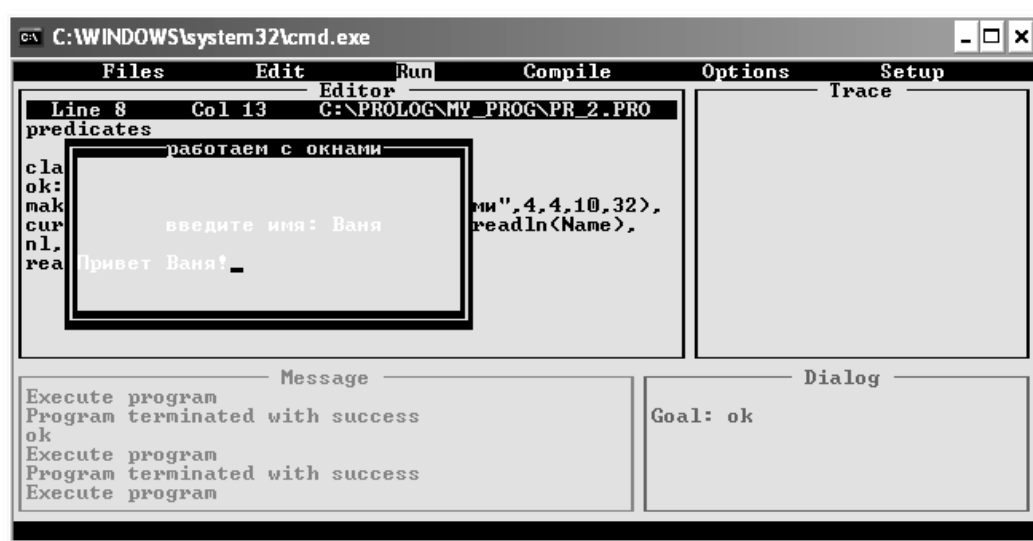 C:\WINDOWS\system32\cmd.exe
Files Edit Run Compile Options Setup
Editor
Line 8 Col 13 C:\PROLOG\MY_PROG\PR_2.PRO
predicates
cla
ok:
mak ми",4,4,10,32),
cur readln(Name),
nl,
rea
работаем с окнами
введите имя: Ваня
Привет Ваня!
Trace
Message
Execute program
Program terminated with success
ok
Execute program
Program terminated with success
Execute program
Dialog
Goal: ok